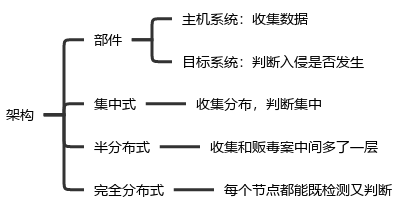 架构
部件
主机系统：收集数据
目标系统：判断入侵是否发生
集中式
收集分布，判断集中
半分布式
收集和贩毒案中间多了一层
完全分布式
每个节点都能既检测又判断